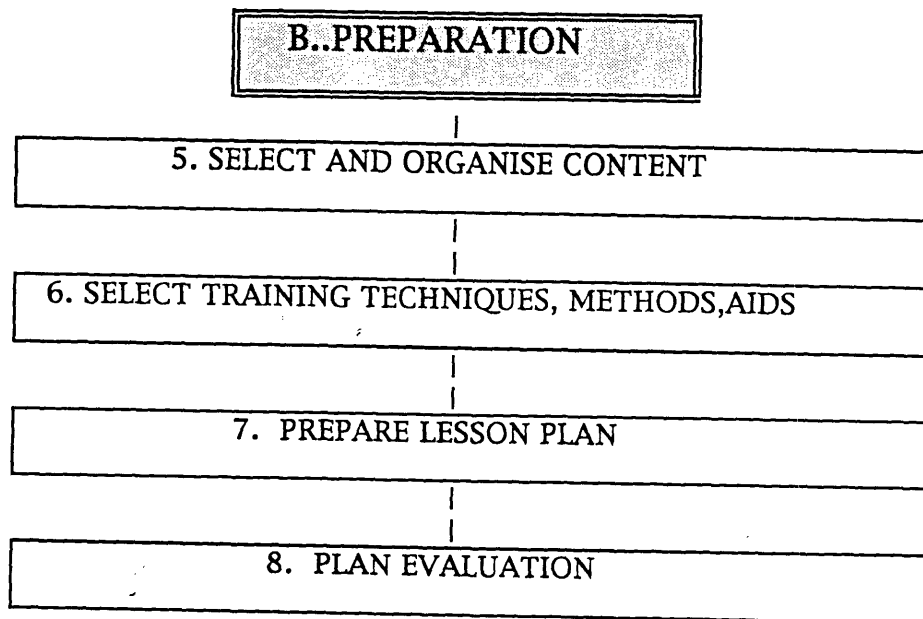 B..PREPARATION
5. SELECT AND ORGANISE CONTENT
6. SELECT TRAINING TECHNIQUES, METHODS,AIDS
7. PREPARE LESSON PLAN
8. PLAN EVALUATION